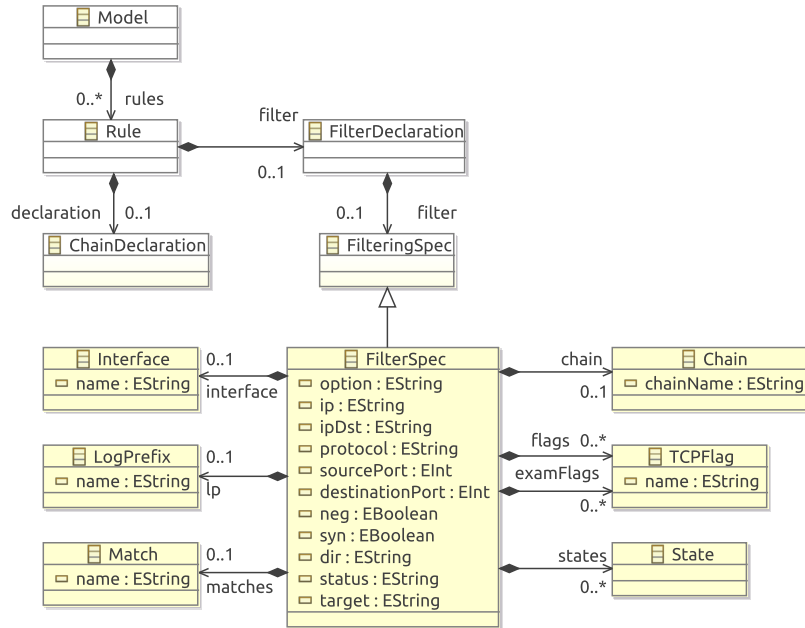 Model
0..* rules
Rule
filter
0..1
FilterDeclaration
declaration 0..1
0..1 filter
ChainDeclaration
FilteringSpec
Interface
name : EString
0..1
interface
LogPrefix
name : EString
0..1
lp
Match
name : EString
0..1
matches
FilterSpec
option : EString
ip : EString
ipDst : EString
protocol : EString
sourcePort : EInt
destinationPort : EInt
neg : EBoolean
syn : EBoolean
dir : EString
status : EString
target : EString
chain
0..1
Chain
chainName : EString
flags 0..*
examFlags
0..*
TCPFlag
name : EString
states
0..*
State